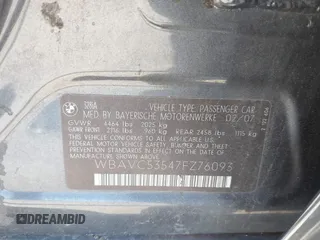 BMW 328i VEHICLE TYPE: PASSENGER CAR
MFD BY BAYERISCHE MOTORENWERKE 02/07
GVWR 4464 lbs 2025 kg
GAWR FRONT 2116 lbs 960 kg REAR 2458 lbs 1115 kg
THIS VEHICLE CONFORMS TO ALL APPLICABLE
FEDERAL MOTOR VEHICLE SAFETY, BUMPER,
AND THEFT PREVENTION STANDARDS IN EFFECT
ON THE DATE OF MANUFACTURE SHOWN ABOVE.
WBAVC53547FZ76093